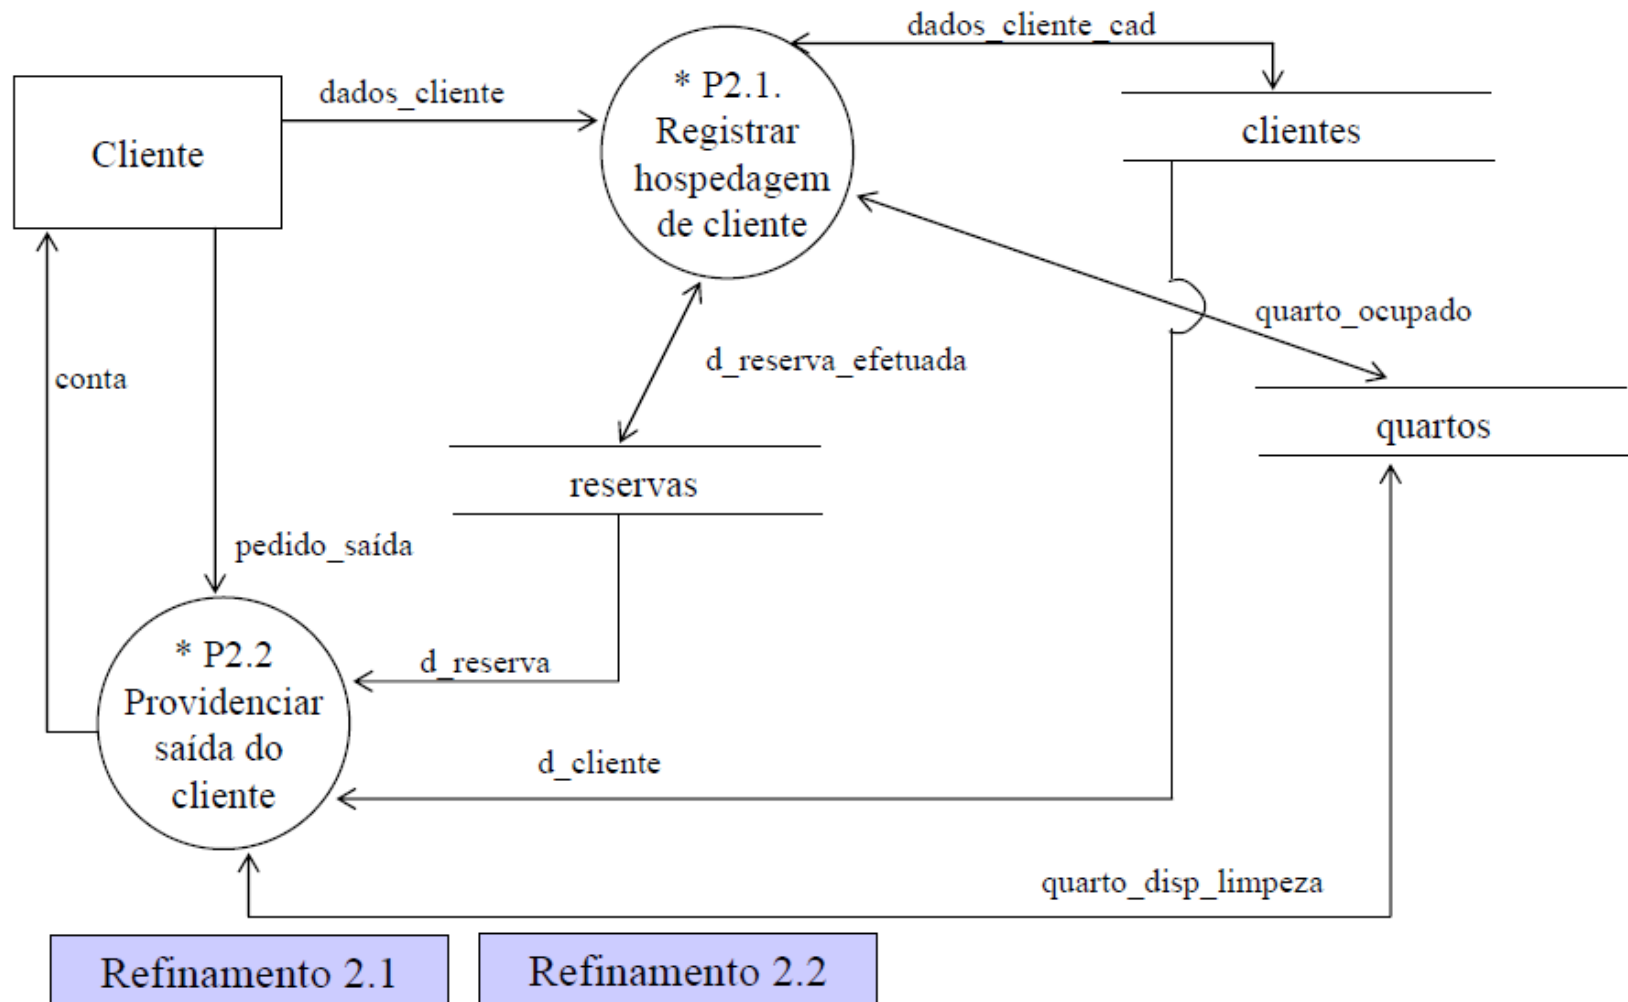 dados_cliente_cad
* P2.1.
Registrar
hospedagem
de cliente
dados_cliente
Cliente
clientes
quarto_ocupado
d_reserva_efetuada
conta
quartos
reservas
pedido_saída
* P2.2
Providenciar
saída do
cliente
d_reserva
d_cliente
quarto_disp_limpeza
Refinamento 2.1
Refinamento 2.2